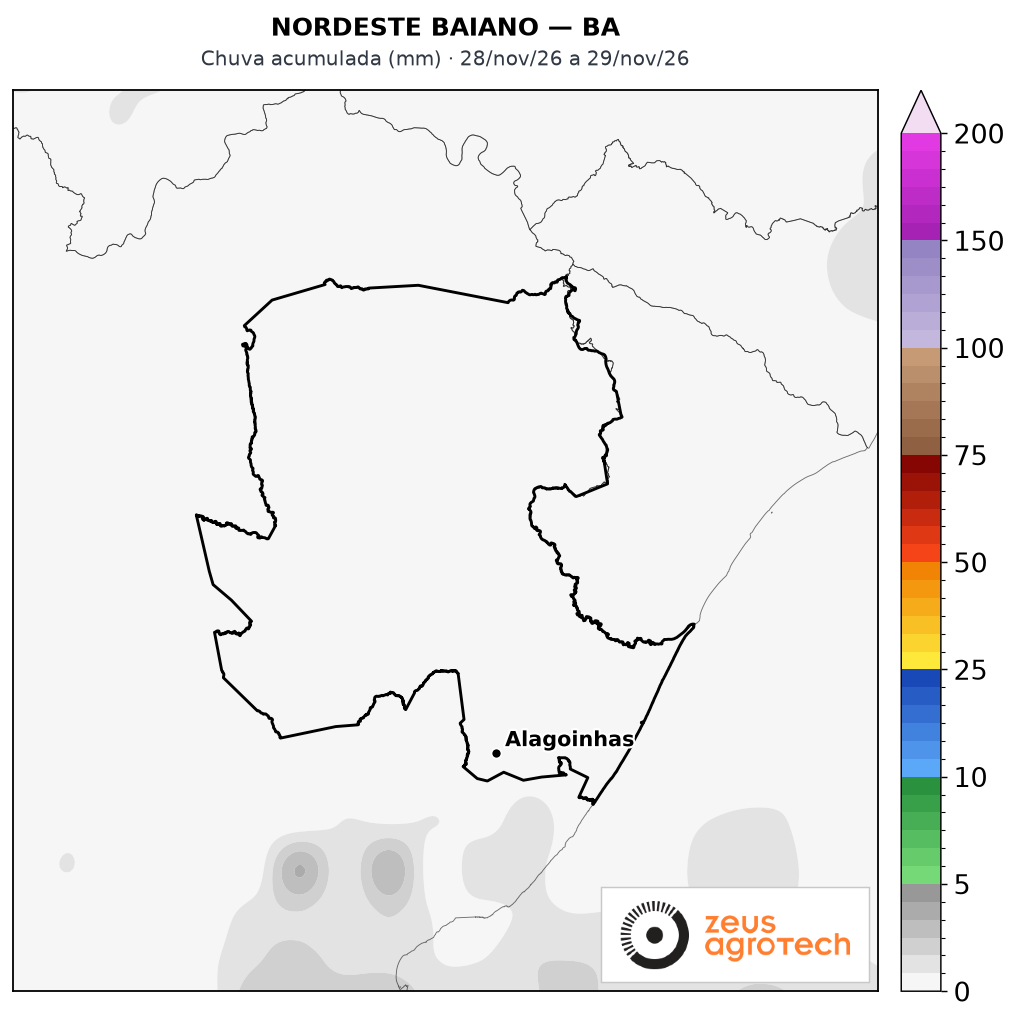 NORDESTE BAIANO — BA
Chuva acumulada (mm) · 28/nov/26 a 29/nov/26
200
150
100
75
50
25
10
5
0
Alagoinhas
zeus
agrotech